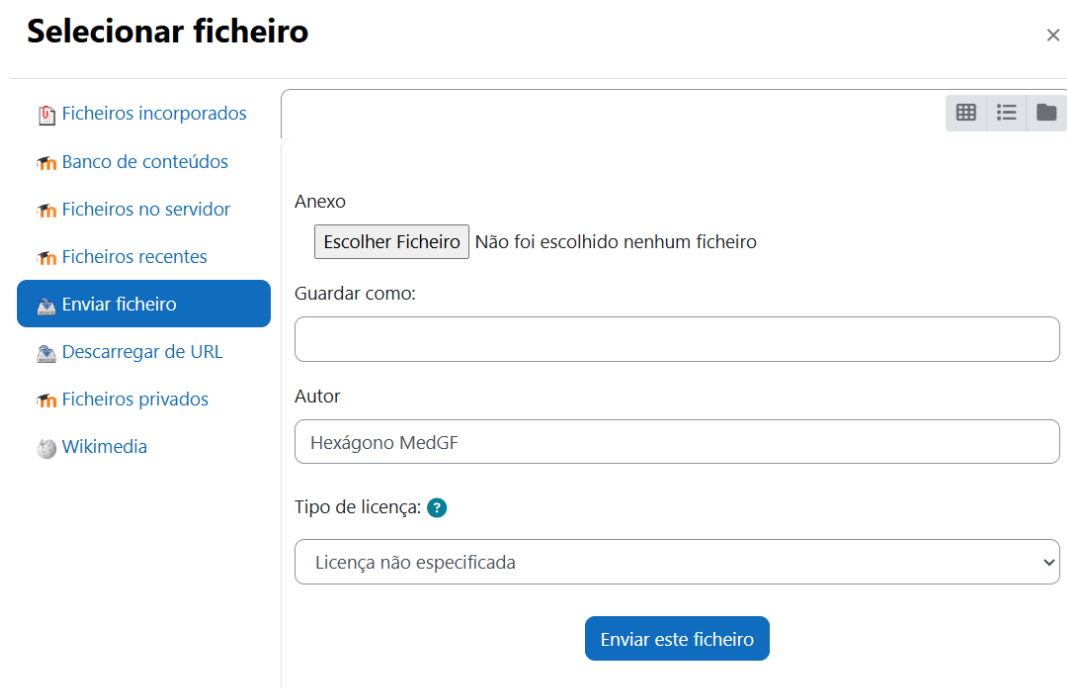 Selecionar ficheiro
×
Ficheiros incorporados
Banco de conteúdos
Ficheiros no servidor
Ficheiros recentes
Enviar ficheiro
Descarregar de URL
Ficheiros privados
Wikimedia
Anexo
Escolher Ficheiro Não foi escolhido nenhum ficheiro
Guardar como:
Autor
Hexágono MedGF
Tipo de licença: ?
Licença não especificada
Enviar este ficheiro